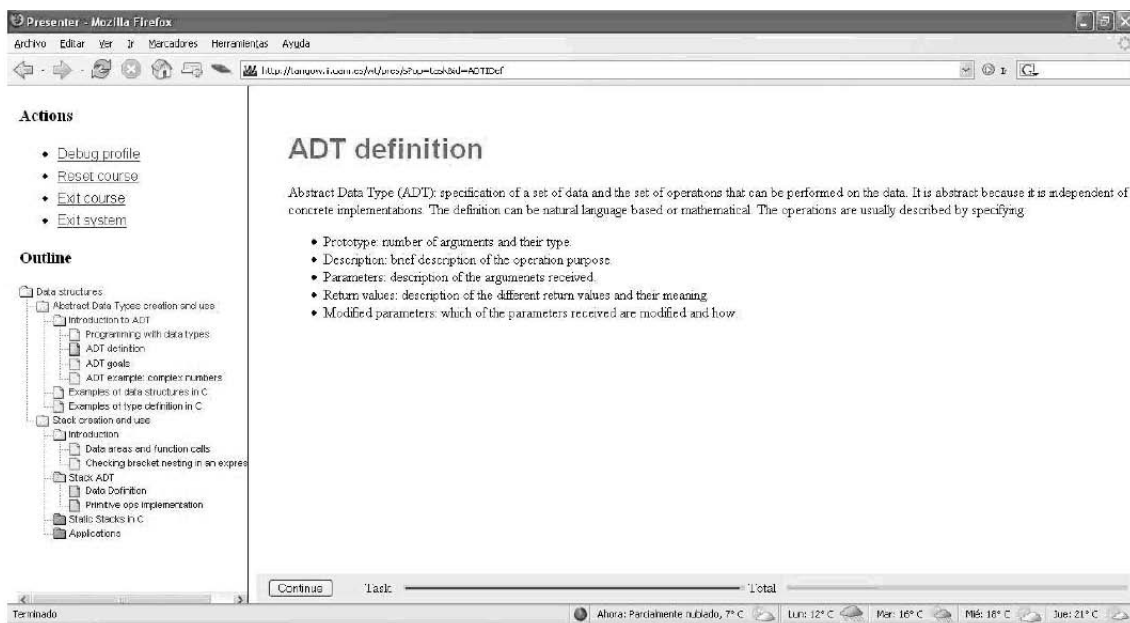 Presenter - Mozilla Firefox
Archivo Editar Ver Ir Marcadores Herramientas Ayuda
Actions
Debug profile
Reset course
Exit course
Exit system
Outline
Data structures
Abstract Data Types creation and use
Introduction to ADT
Programming with data types
ADT definition
ADT goals
ADT example: complex numbers
Examples of data structures in C
Examples of type definition in C
Stack creation and use
Introduction
Data areas and function calls
Checking bracket nesting in an expres
Stack ADT
Data Definition
Primitive ops implementation
Static Stacks in C
Applications
ADT definition
Abstract Data Type (ADT): specification of a set of data and the set of operations that can be performed on the data. It is abstract because it is independent of
concrete implementations. The definition can be natural language based or mathematical. The operations are usually described by specifying:
Prototype: number of arguments and their type.
Description: brief description of the operation purpose.
Parameters: description of the argumenets received.
Return values: description of the different return values and their meaning
Modified parameters: which of the parameters received are modified and how
Continue Task Total
Terminado Ahora: Parcialmente nublado, 7° C Lun: 12° C Mar: 16° C Mié: 18° C Jue: 21° C